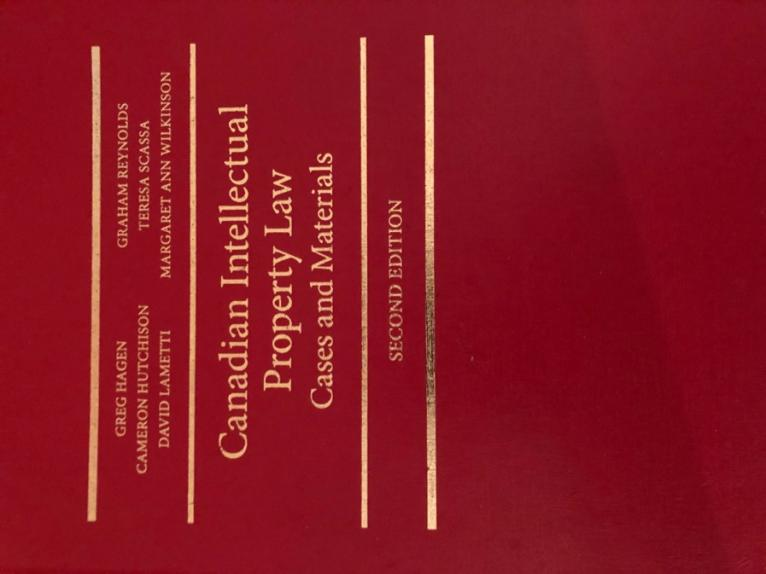 GREG HAGEN GRAHAM REYNOLDS
CAMERON HUTCHISON TERESA SCASSA
DAVID LAMETTI MARGARET ANN WILKINSON
Canadian Intellectual
Property Law
Cases and Materials
SECOND EDITION